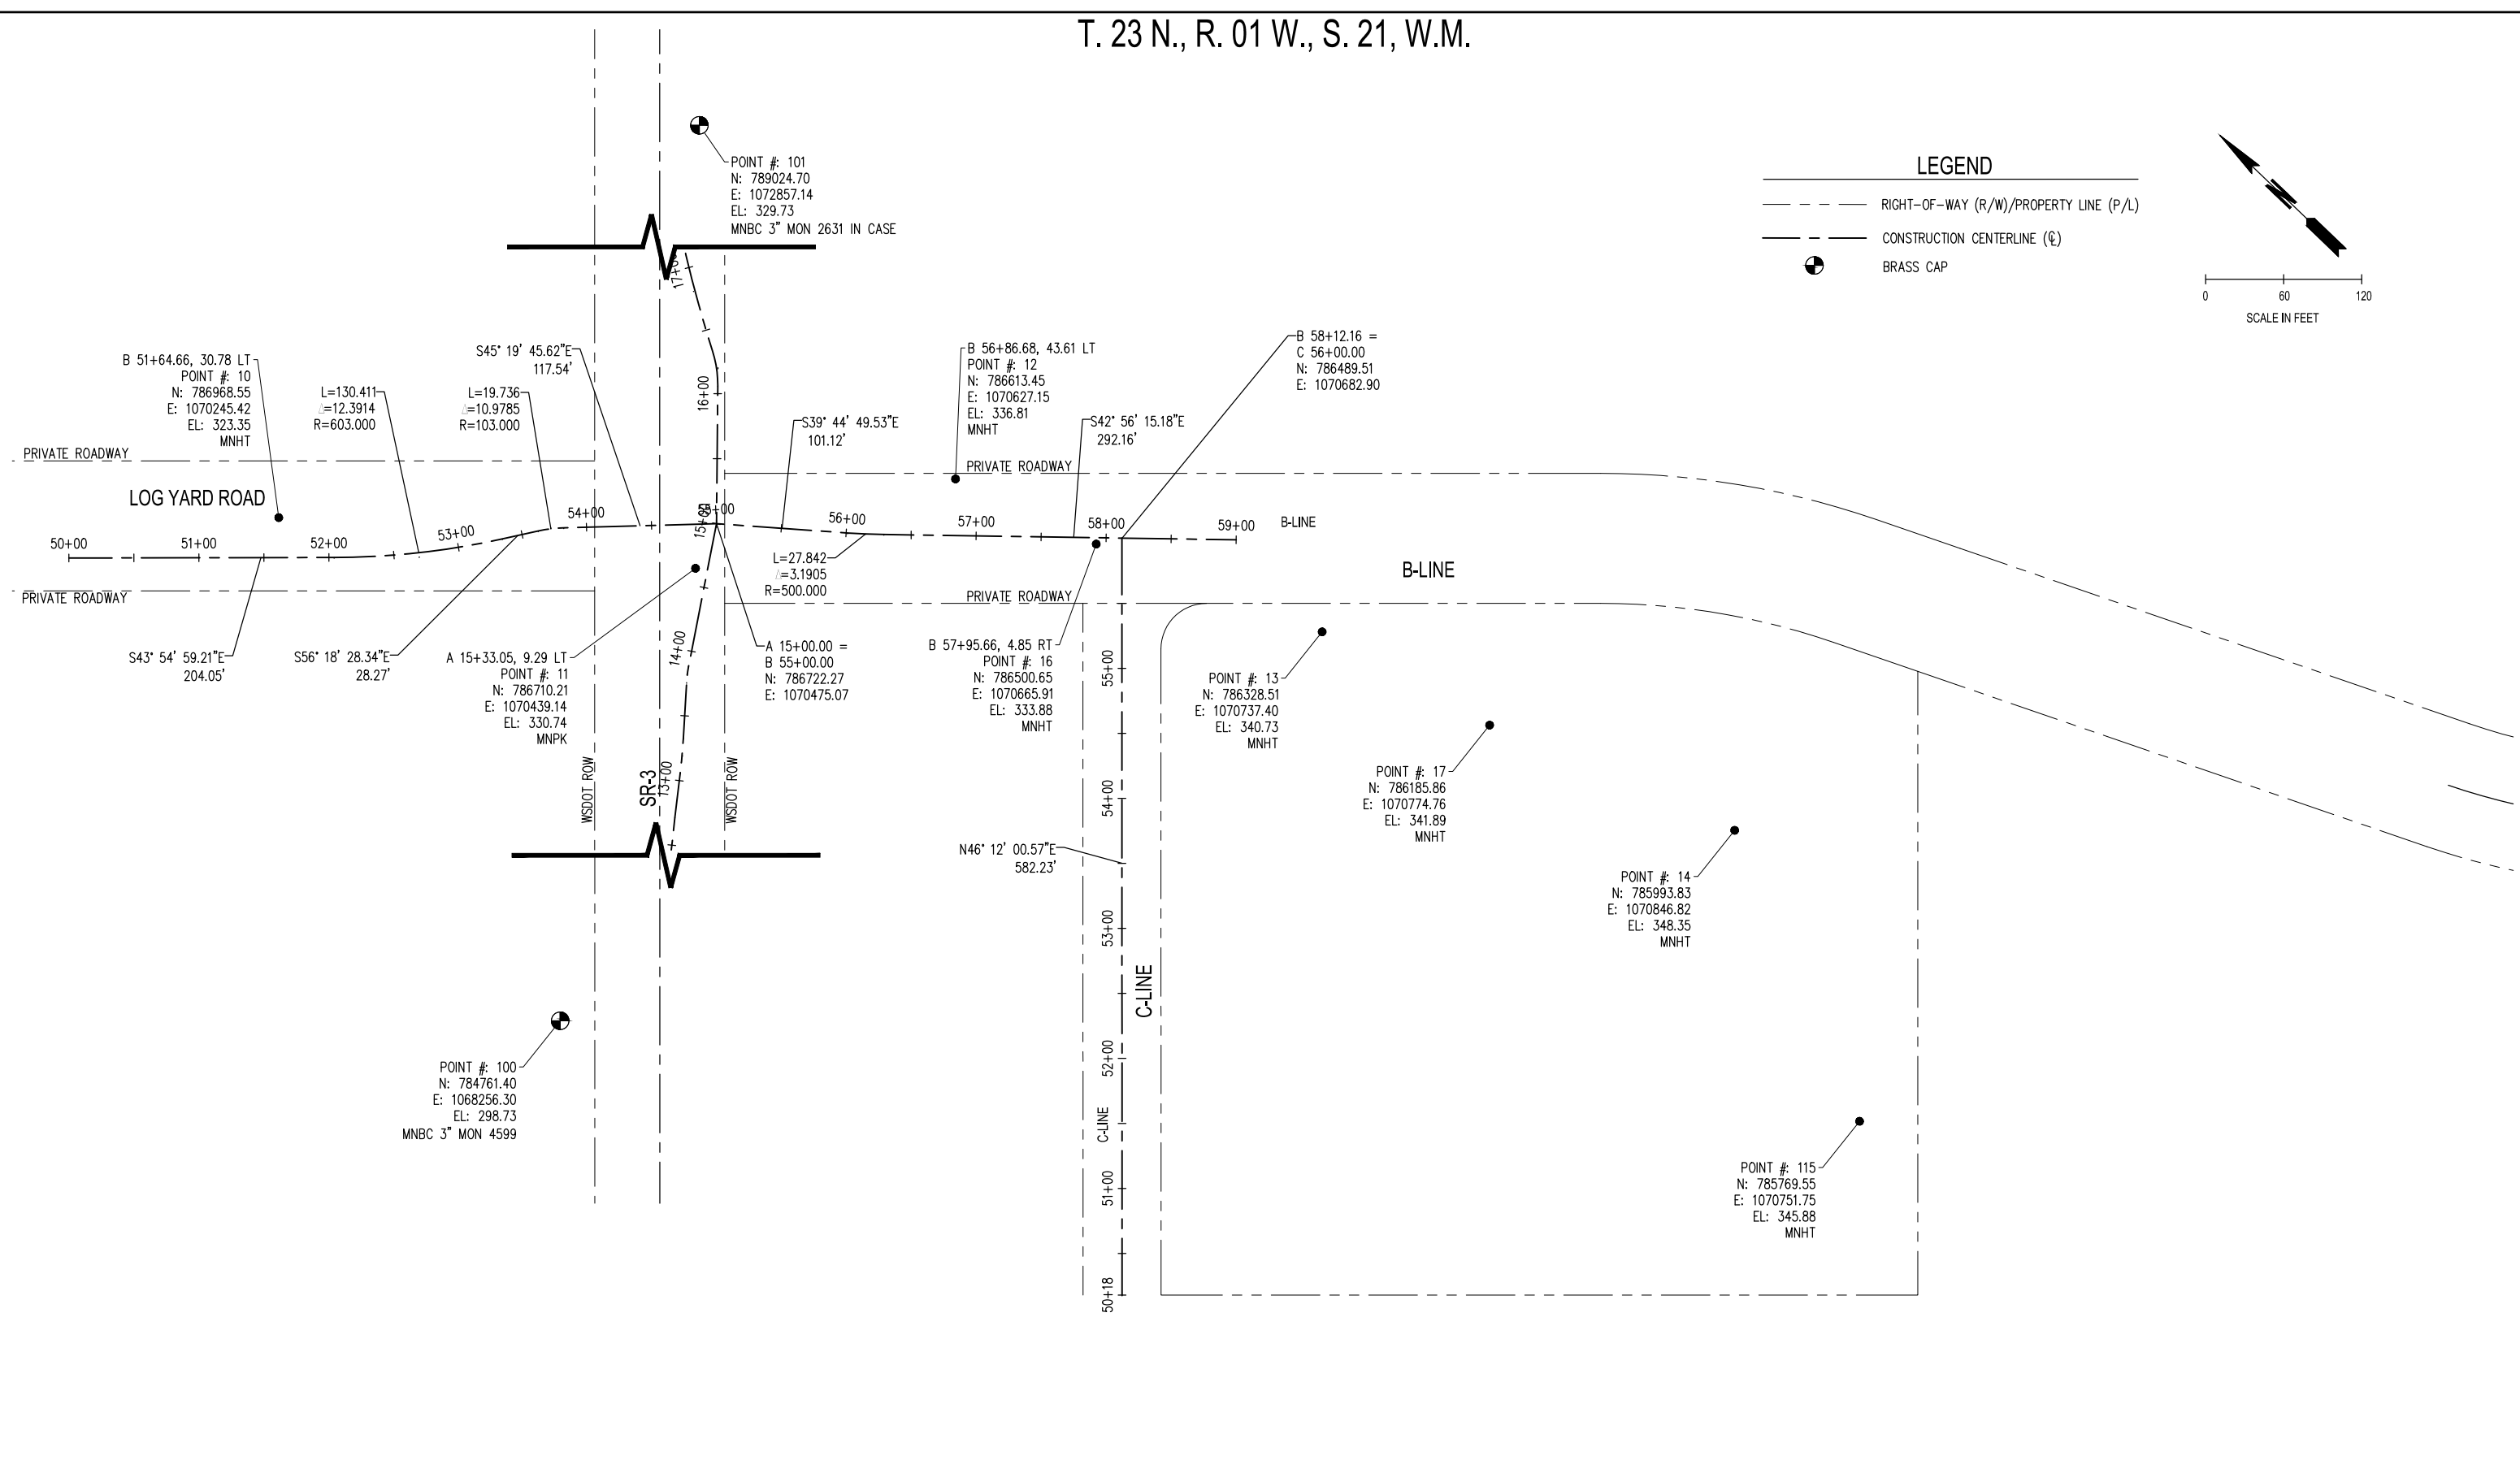 T. 23 N., R. 01 W., S. 21, W.M.
POINT #: 101
N: 789024.70
E: 1072857.14
EL: 329.73
MNBC 3" MON 2631 IN CASE
LEGEND
RIGHT-OF-WAY (R/W)/PROPERTY LINE (P/L)
CONSTRUCTION CENTERLINE (℄)
BRASS CAP
N
0 60 120
SCALE IN FEET
B 51+64.66, 30.78 LT
POINT #: 10
N: 786968.55
E: 1070245.42
EL: 323.35
MNHT
L=130.411
△=12.3914
R=603.000
S45° 19' 45.62"E
117.54'
L=19.736
△=10.9785
R=103.000
17+00
16+00
S39° 44' 49.53"E
101.12'
B 56+86.68, 43.61 LT
POINT #: 12
N: 786613.45
E: 1070627.15
EL: 336.81
MNHT
S42° 56' 15.18"E
292.16'
B 58+12.16 =
C 56+00.00
N: 786489.51
E: 1070682.90
PRIVATE ROADWAY
PRIVATE ROADWAY
LOG YARD ROAD
50+00
51+00
52+00
53+00
54+00
55+00
15+00
56+00
57+00
58+00
59+00
B-LINE
B-LINE
L=27.842
△=3.1905
R=500.000
PRIVATE ROADWAY
PRIVATE ROADWAY
S43° 54' 59.21"E
204.05'
S56° 18' 28.34"E
28.27'
A 15+33.05, 9.29 LT
POINT #: 11
N: 786710.21
E: 1070439.14
EL: 330.74
MNPK
14+00
A 15+00.00 =
B 55+00.00
N: 786722.27
E: 1070475.07
B 57+95.66, 4.85 RT
POINT #: 16
N: 786500.65
E: 1070665.91
EL: 333.88
MNHT
55+00
POINT #: 13
N: 786328.51
E: 1070737.40
EL: 340.73
MNHT
WSDOT ROW
SR-3
13+00
WSDOT ROW
54+00
POINT #: 17
N: 786185.86
E: 1070774.76
EL: 341.89
MNHT
N46° 12' 00.57"E
582.23'
POINT #: 14
N: 785993.83
E: 1070846.82
EL: 348.35
MNHT
53+00
C-LINE
52+00
POINT #: 100
N: 784761.40
E: 1068256.30
EL: 298.73
MNBC 3" MON 4599
C-LINE
51+00
50+18
POINT #: 115
N: 785769.55
E: 1070751.75
EL: 345.88
MNHT